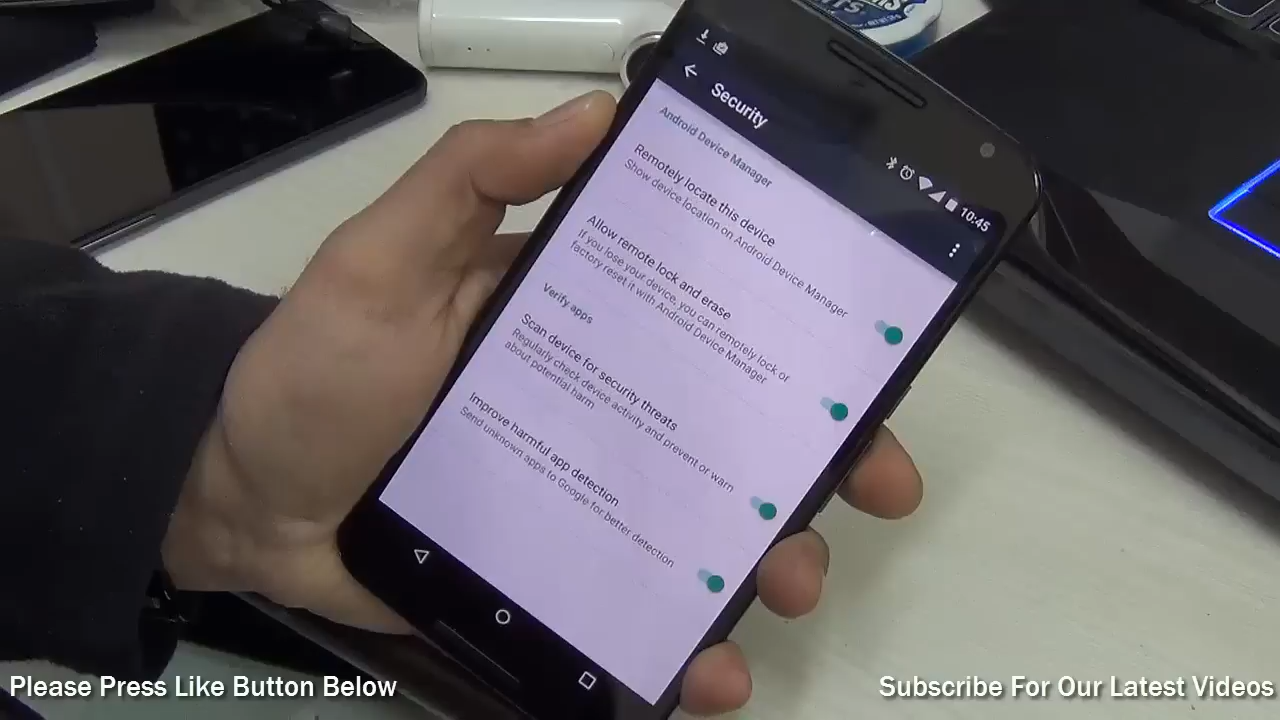 Security
10:45
Android Device Manager
Remotely locate this device
Show device location on Android Device Manager
Allow remote lock and erase
If you lose your device, you can remotely lock or
factory reset it with Android Device Manager
Verify apps
Scan device for security threats
Regularly check device activity and prevent or warn
about potential harm
Improve harmful app detection
Send unknown apps to Google for better detection
Please Press Like Button Below
Subscribe For Our Latest Videos